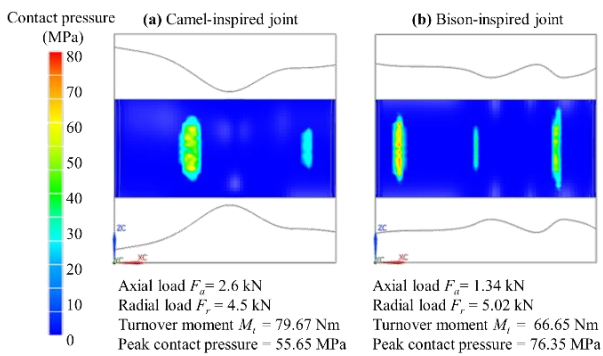 Contact pressure
(MPa)
(a) Camel-inspired joint
(b) Bison-inspired joint
80
70
60
50
40
30
20
10
0
ZC
XC
YC
ZC
XC
YC
Axial load Fa= 2.6 kN
Radial load Fr = 4.5 kN
Turnover moment Mt = 79.67 Nm
Peak contact pressure = 55.65 MPa
Axial load Fa= 1.34 kN
Radial load Fr = 5.02 kN
Turnover moment Mt = 66.65 Nm
Peak contact pressure = 76.35 MPa